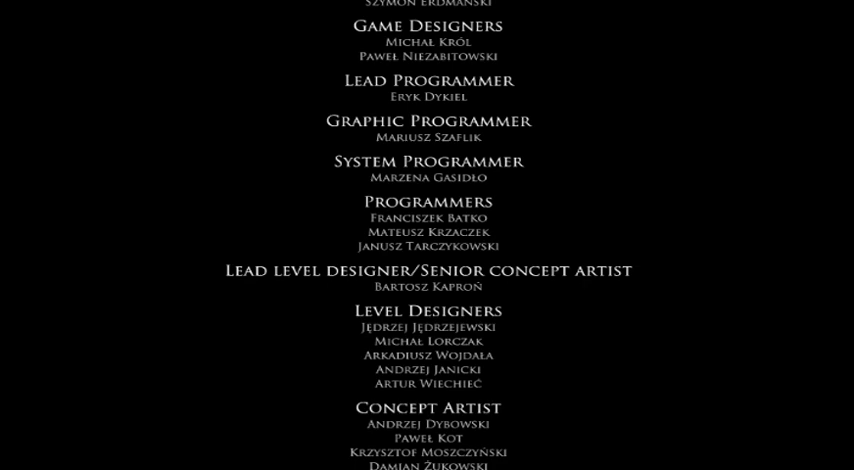 Szymon Erdmański
Game Designers
Michał Król
Paweł Niezabitowski
Lead Programmer
Eryk Dykiel
Graphic Programmer
Mariusz Szaflik
System Programmer
Marzena Gasidło
Programmers
Franciszek Batko
Mateusz Krzaczek
Janusz Tarczykowski
Lead level designer/Senior concept artist
Bartosz Kaproń
Level Designers
Jędrzej Jędrzejewski
Michał Lorczak
Arkadiusz Wojdała
Andrzej Janicki
Artur Wiechieć
Concept Artist
Andrzej Dybowski
Paweł Kot
Krzysztof Moszczyński
Damian Żukowski